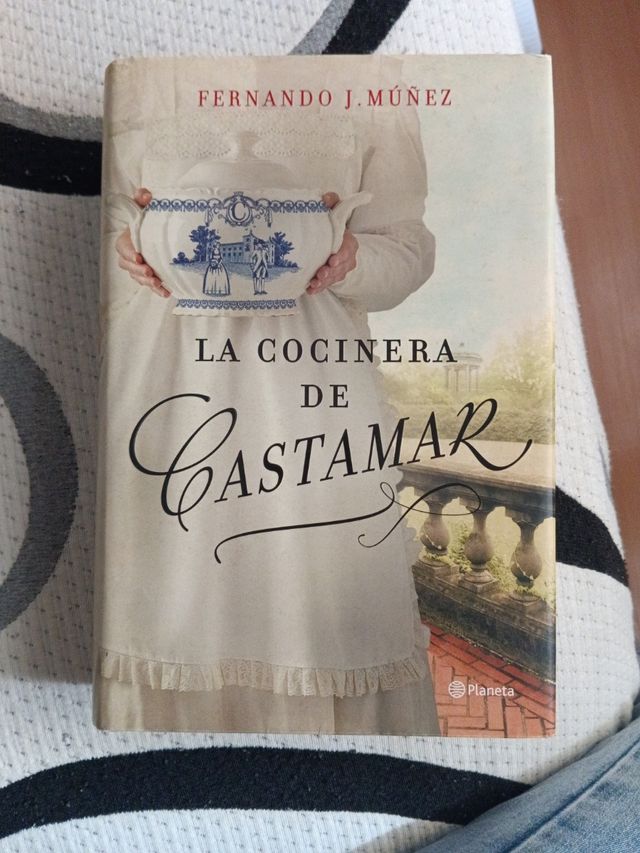 FERNANDO J. MÚÑEZ
C
LA COCINERA
DE
CASTAMAR
Planeta